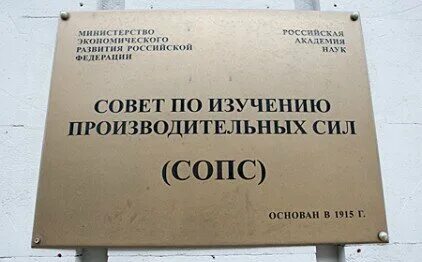 МИНИСТЕРСТВО
ЭКОНОМИЧЕСКОГО
РАЗВИТИЯ РОССИЙСКОЙ
ФЕДЕРАЦИИ
РОССИЙСКАЯ
АКАДЕМИЯ
НАУК
СОВЕТ ПО ИЗУЧЕНИЮ
ПРОИЗВОДИТЕЛЬНЫХ СИЛ
(СОПС)
ОСНОВАН В 1915 Г.